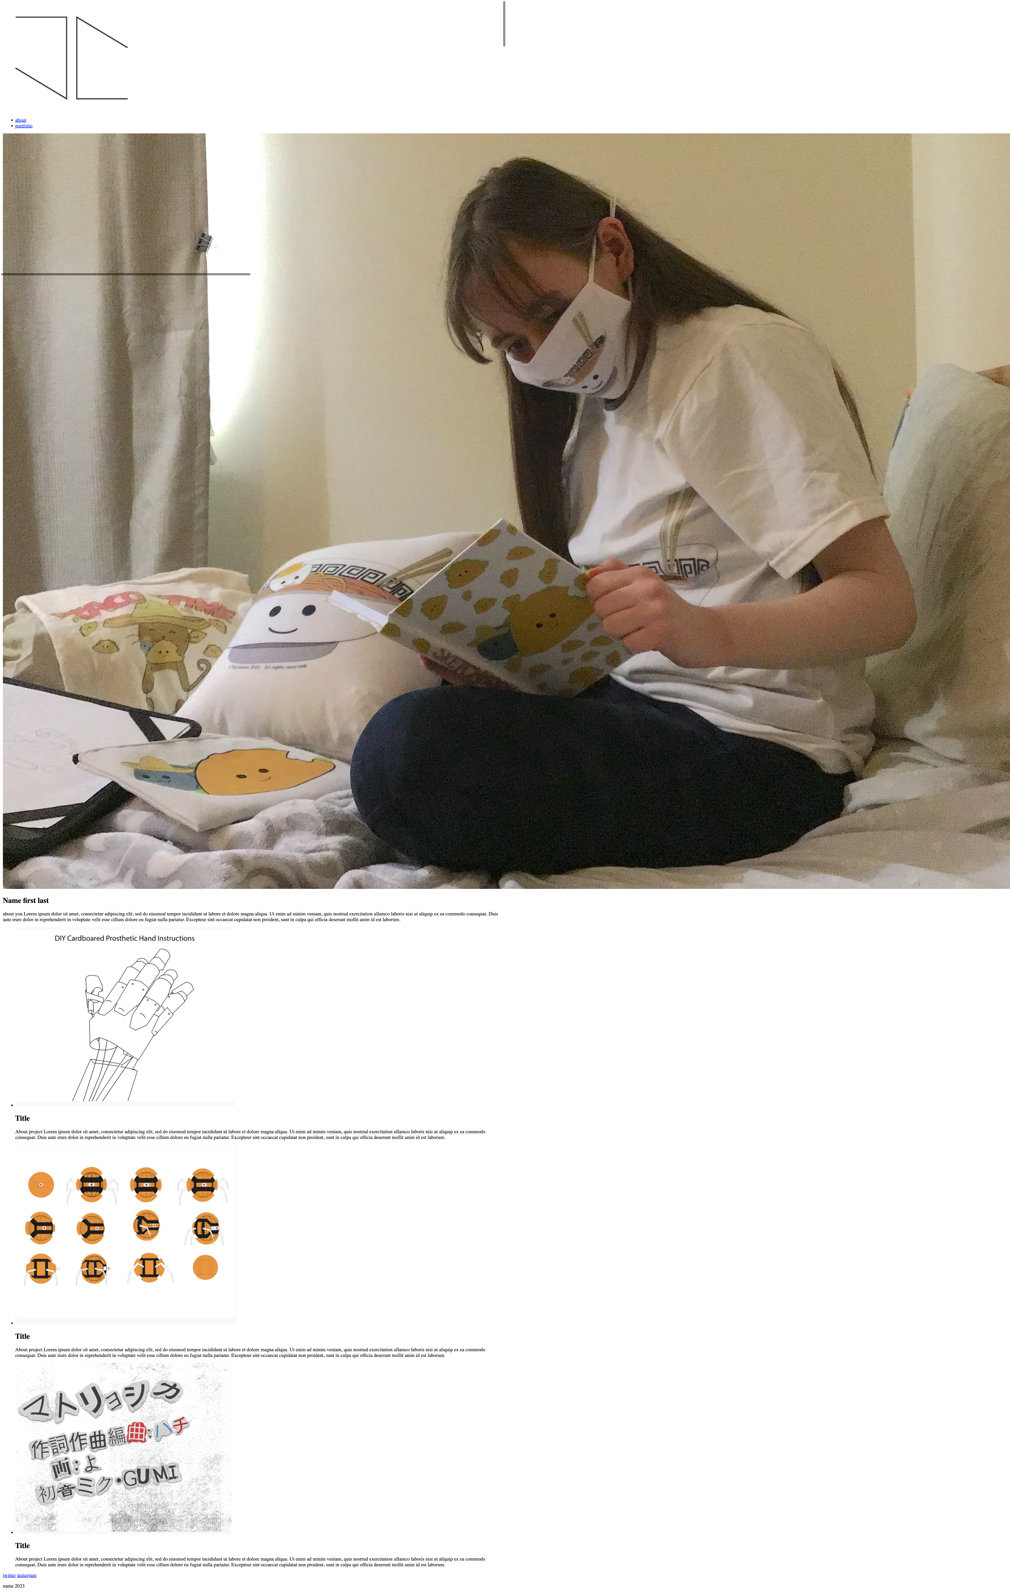 about
portfolio
TACO TIME
SKETCHBOOK
All rights reserved
Name first last
about you Lorem ipsum dolor sit amet, consectetur adipiscing elit, sed do eiusmod tempor incididunt ut labore et dolore magna aliqua. Ut enim ad minim veniam, quis nostrud exercitation ullamco laboris nisi ut aliquip ex ea commodo consequat. Duis
aute irure dolor in reprehenderit in voluptate velit esse cillum dolore eu fugiat nulla pariatur. Excepteur sint occaecat cupidatat non proident, sunt in culpa qui officia deserunt mollit anim id est laborum.
DIY Cardboared Prosthetic Hand Instructions
Title
About project Lorem ipsum dolor sit amet, consectetur adipiscing elit, sed do eiusmod tempor incididunt ut labore et dolore magna aliqua. Ut enim ad minim veniam, quis nostrud exercitation ullamco laboris nisi ut aliquip ex ea commodo
consequat. Duis aute irure dolor in reprehenderit in voluptate velit esse cillum dolore eu fugiat nulla pariatur. Excepteur sint occaecat cupidatat non proident, sunt in culpa qui officia deserunt mollit anim id est laborum.
Title
About project Lorem ipsum dolor sit amet, consectetur adipiscing elit, sed do eiusmod tempor incididunt ut labore et dolore magna aliqua. Ut enim ad minim veniam, quis nostrud exercitation ullamco laboris nisi ut aliquip ex ea commodo
consequat. Duis aute irure dolor in reprehenderit in voluptate velit esse cillum dolore eu fugiat nulla pariatur. Excepteur sint occaecat cupidatat non proident, sunt in culpa qui officia deserunt mollit anim id est laborum.
マトリョシカ
作詞作曲編曲:ハチ
画:よ
初音ミク・GUMI
Title
About project Lorem ipsum dolor sit amet, consectetur adipiscing elit, sed do eiusmod tempor incididunt ut labore et dolore magna aliqua. Ut enim ad minim veniam, quis nostrud exercitation ullamco laboris nisi ut aliquip ex ea commodo
consequat. Duis aute irure dolor in reprehenderit in voluptate velit esse cillum dolore eu fugiat nulla pariatur. Excepteur sint occaecat cupidatat non proident, sunt in culpa qui officia deserunt mollit anim id est laborum.
twitter instagram
name 2023